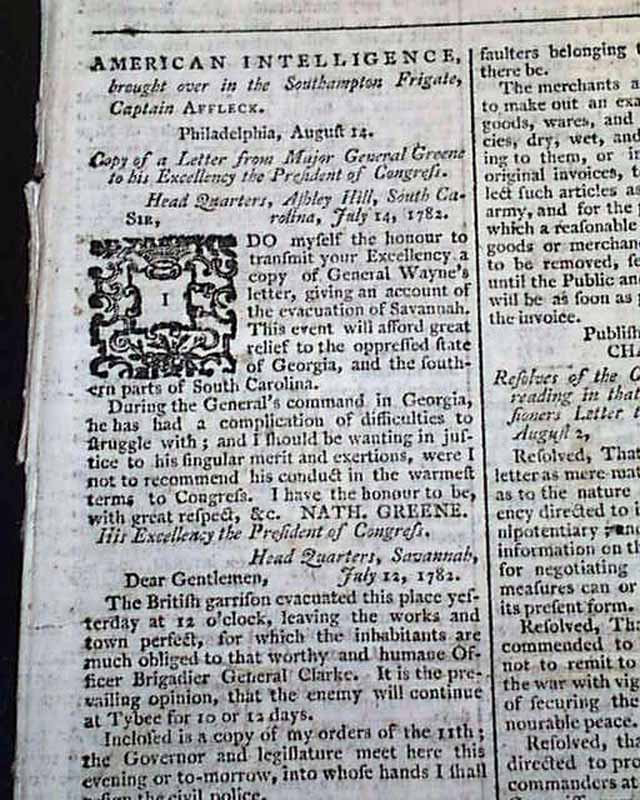 AMERICAN INTELLIGENCE,
brought over in the Southampton Frigate,
Captain AFFLECK.
Philadelphia, Auguſt 14.
Copy of a Letter from Major General Greene
to his Excellency the Preſident of Congreſs.
Head Quarters, Aſhley Hill, South Ca-
SIR, rolina, July 14, 1782.
I DO myſelf the honour to
tranſmit your Excellency a
copy of General Wayne's
letter, giving an account of
the evacuation of Savannah.
This event will afford great
relief to the oppreſſed ſtate
of Georgia, and the ſouth-
ern parts of South Carolina.
During the General's command in Georgia,
he has had a complication of difficulties to
ſtruggle with; and I ſhould be wanting in juſ-
tice to his ſingular merit and exertions, were I
not to recommend his conduct in the warmeſt
terms to Congreſs. I have the honour to be,
with great reſpect, &c. NATH. GREENE.
His Excellency the Preſident of Congreſs.
Head Quarters, Savannah,
Dear Gentlemen, July 12, 1782.
The Britiſh garriſon evacuated this place yeſ-
terday at 12 o'clock, leaving the works and
town perfect, for which the inhabitants are
much obliged to that worthy and humane Of-
ficer Brigadier General Clarke. It is the pre-
vailing opinion, that the enemy will continue
at Tybee for 10 or 12 days.
Incloſed is a copy of my orders of the 11th;
the Governor and legiſlature meet here this
evening or to-morrow, into whoſe hands I ſhall
reſign the civil police.
faulters belonging
there be.
The merchants a
to make out an exa
goods, wares, and
cies, dry, wet, and
ing to them, or i
original invoices, t
lect ſuch articles a
army, and for the
which a reaſonable
goods or merchan
to be removed, ſe
until the Public an
will be as ſoon as
the invoice.
Publiſh
CHA
Reſolves of the C
reading in that
ſioners Letter
Auguſt 2,
Reſolved, That
letter as mere mat
as to the nature
ency directed to i
nipotentiary; and
information on th
for negotiating
meaſures can or
its preſent form.
Reſolved, Tha
commended to
not to remit to
the war with vig
of ſecuring the
nourable peace.
Reſolved, tha
directed to pro
commanders at